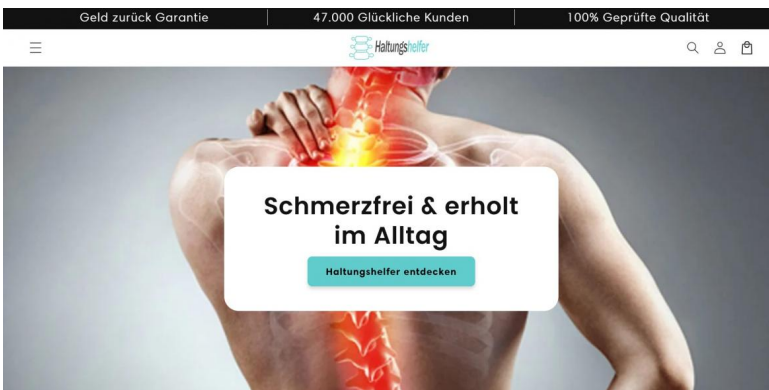 Geld zurück Garantie
47.000 Glückliche Kunden
100% Geprüfte Qualität
Haltungshelfer
Schmerzfrei & erholt
im Alltag
Haltungshelfer entdecken